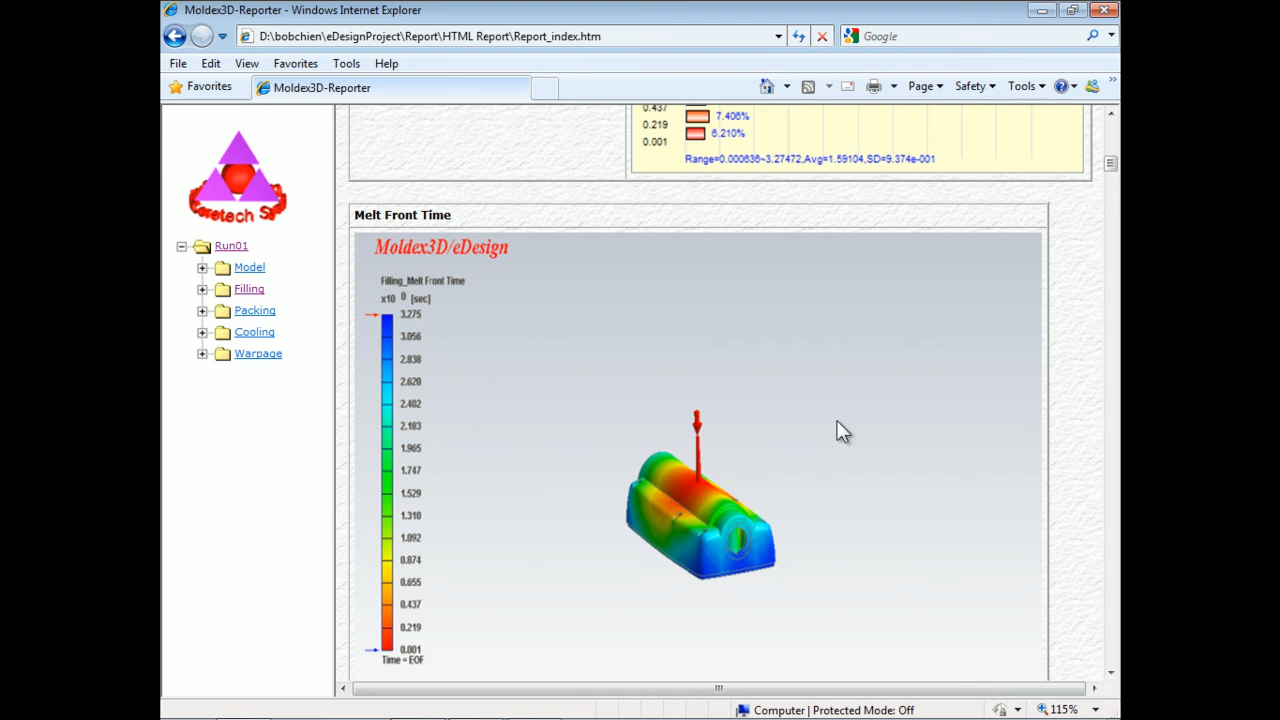 Moldex3D-Reporter - Windows Internet Explorer
D:\bobchien\eDesignProject\Report\HTML Report\Report_index.htm
Google
File Edit View Favorites Tools Help
Favorites
Moldex3D-Reporter
Page Safety Tools
Run01
Model
Filling
Packing
Cooling
Warpage
0.437
0.219
0.001
7.406%
6.210%
Range=0.000636~3.27472,Avg=1.59104,SD=9.374e-001
Melt Front Time
Moldex3D/eDesign
Filling_Melt Front Time
x10 0 [sec]
3.275
3.056
2.838
2.620
2.402
2.183
1.965
1.747
1.529
1.310
1.092
0.874
0.655
0.437
0.219
0.001
Time = EOF
Computer | Protected Mode: Off
115%